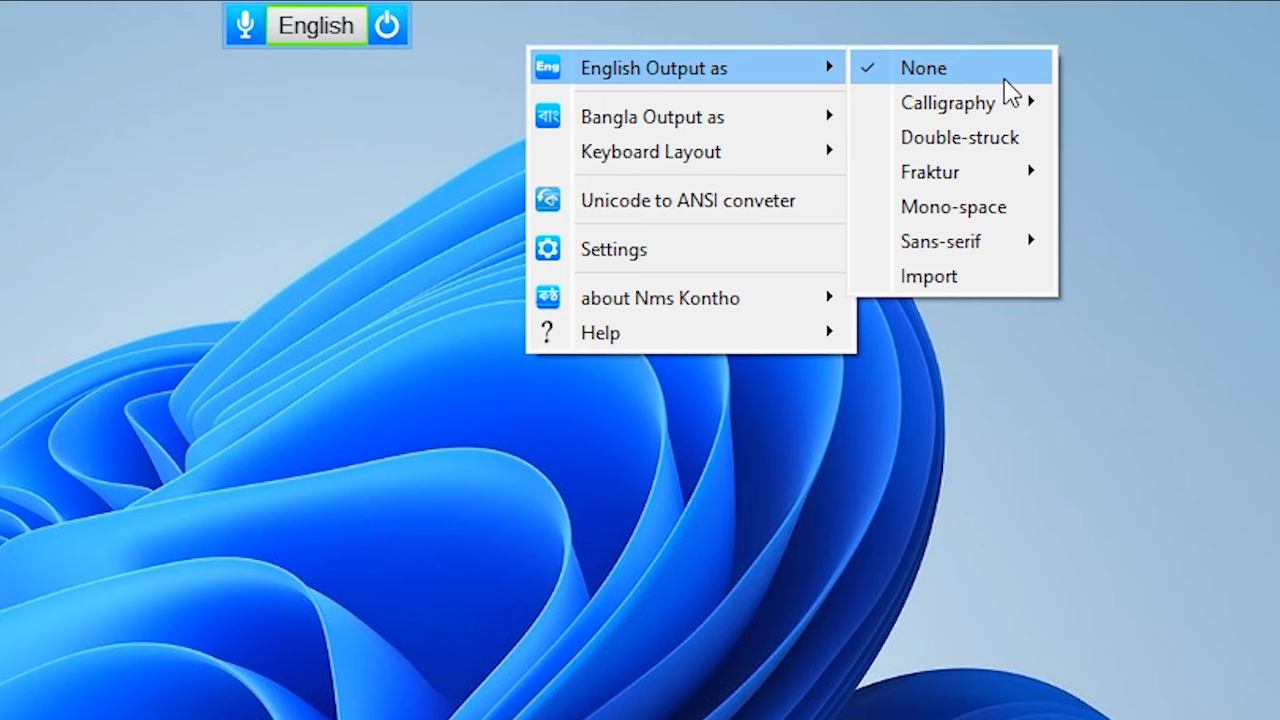 English
Eng English Output as
বাং Bangla Output as
Keyboard Layout
Unicode to ANSI conveter
Settings
about Nms Kontho
? Help
None
Calligraphy
Double-struck
Fraktur
Mono-space
Sans-serif
Import